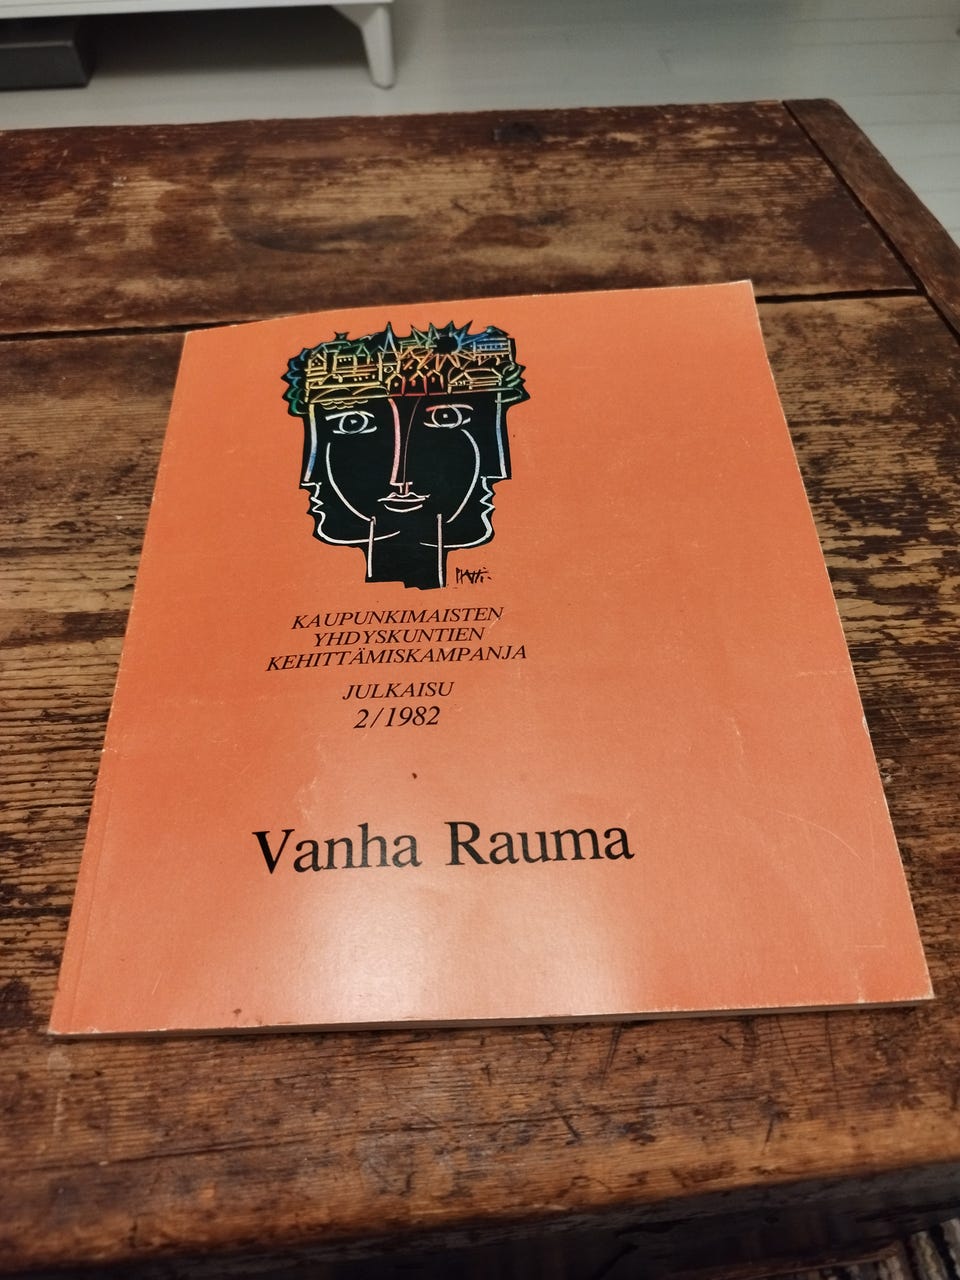 KAUPUNKIMAISTEN
YHDYSKUNTIEN
KEHITTÄMISKAMPANJA
JULKAISU
2/1982
Vanha Rauma